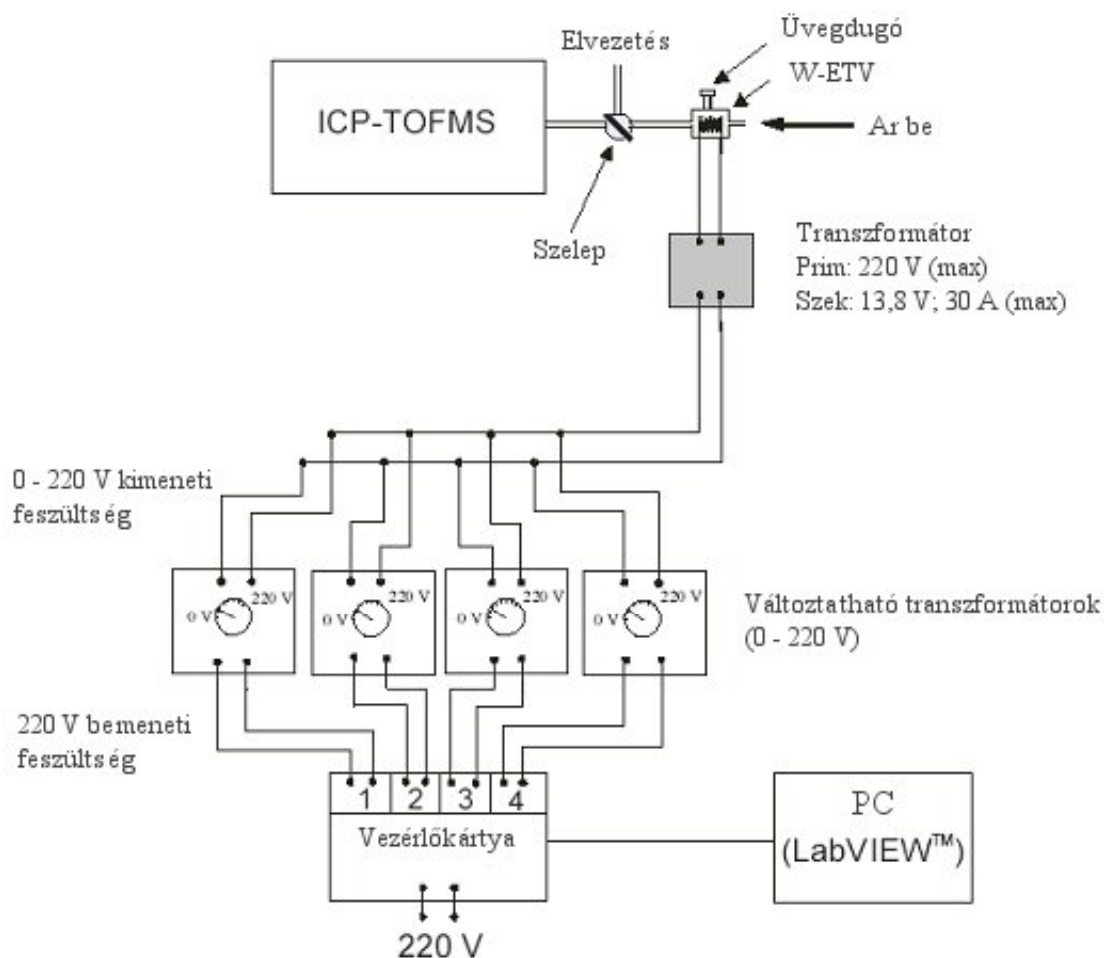 Elvezetés
Üvegdugó
W-ETV
ICP-TOFMS
Ar be
Szelep
Transzformátor
Prim: 220 V (max)
Szek: 13,8 V; 30 A (max)
0 - 220 V kimeneti
feszültség
0 V 220 V
0 V 220 V
0 V 220 V
0 V 220 V
Változtatható transzformátorok
(0 - 220 V)
220 V bemeneti
feszültség
1 2 3 4
Vezérlőkártya
PC
(LabVIEW™)
220 V